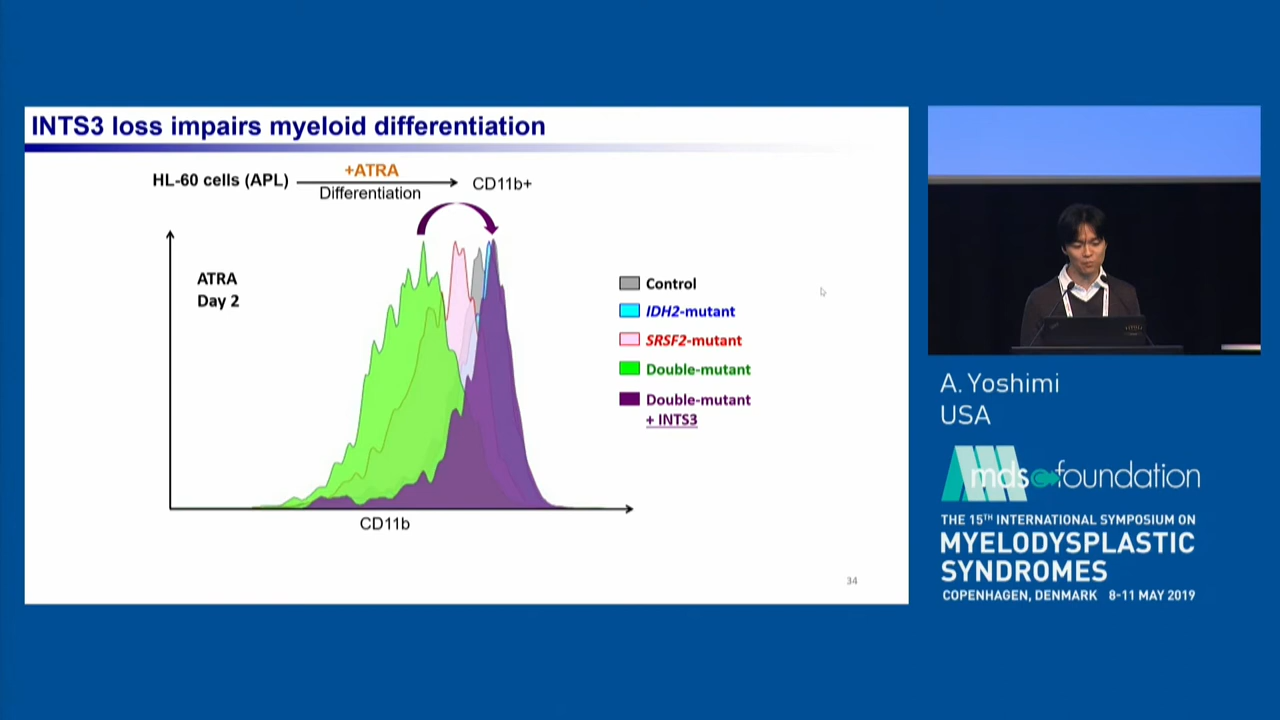 INTS3 loss impairs myeloid differentiation
HL-60 cells (APL)
+ATRA
Differentiation
CD11b+
ATRA
Day 2
Control
IDH2-mutant
SRSF2-mutant
Double-mutant
Double-mutant
+ INTS3
CD11b
34
A. Yoshimi
USA
mds foundation
THE 15TH INTERNATIONAL SYMPOSIUM ON
MYELODYSPLASTIC
SYNDROMES
COPENHAGEN, DENMARK 8-11 MAY 2019